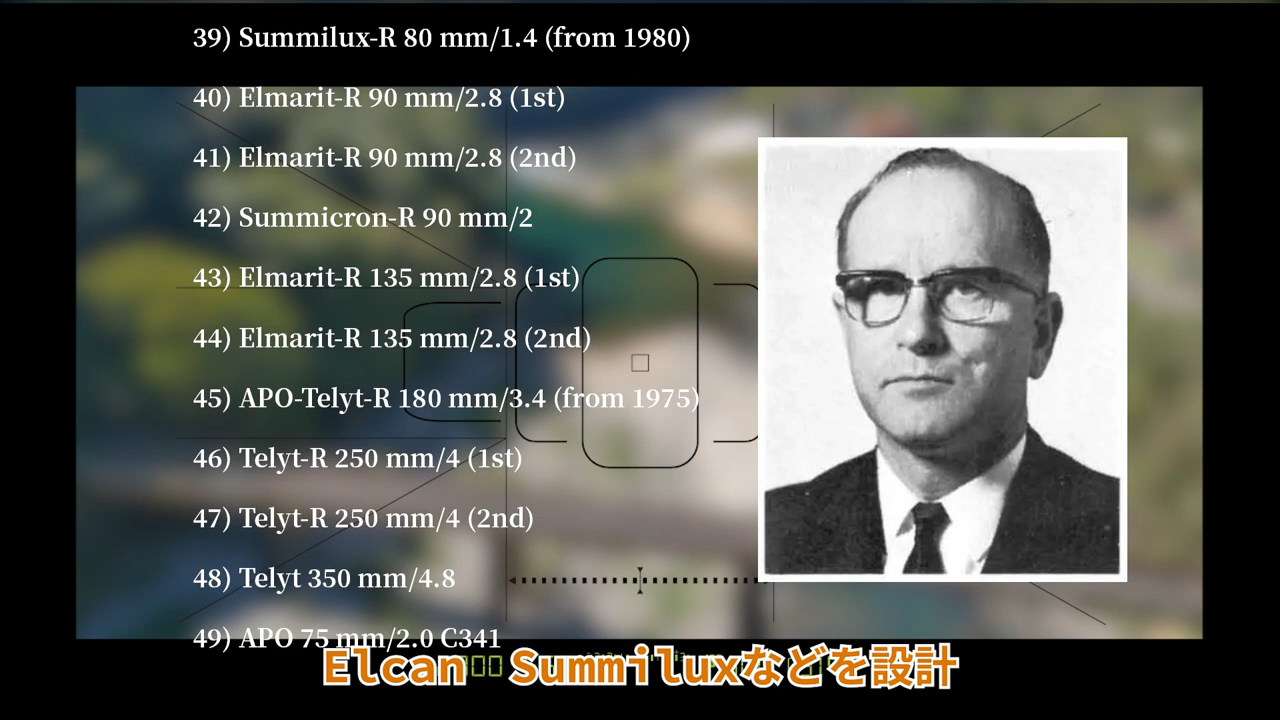 39) Summilux-R 80 mm/1.4 (from 1980)
40) Elmarit-R 90 mm/2.8 (1st)
41) Elmarit-R 90 mm/2.8 (2nd)
42) Summicron-R 90 mm/2
43) Elmarit-R 135 mm/2.8 (1st)
44) Elmarit-R 135 mm/2.8 (2nd)
45) APO-Telyt-R 180 mm/3.4 (from 1975)
46) Telyt-R 250 mm/4 (1st)
47) Telyt-R 250 mm/4 (2nd)
48) Telyt 350 mm/4.8
49) APO 75 mm/2.0 C341
Elcan Summiluxなどを設計